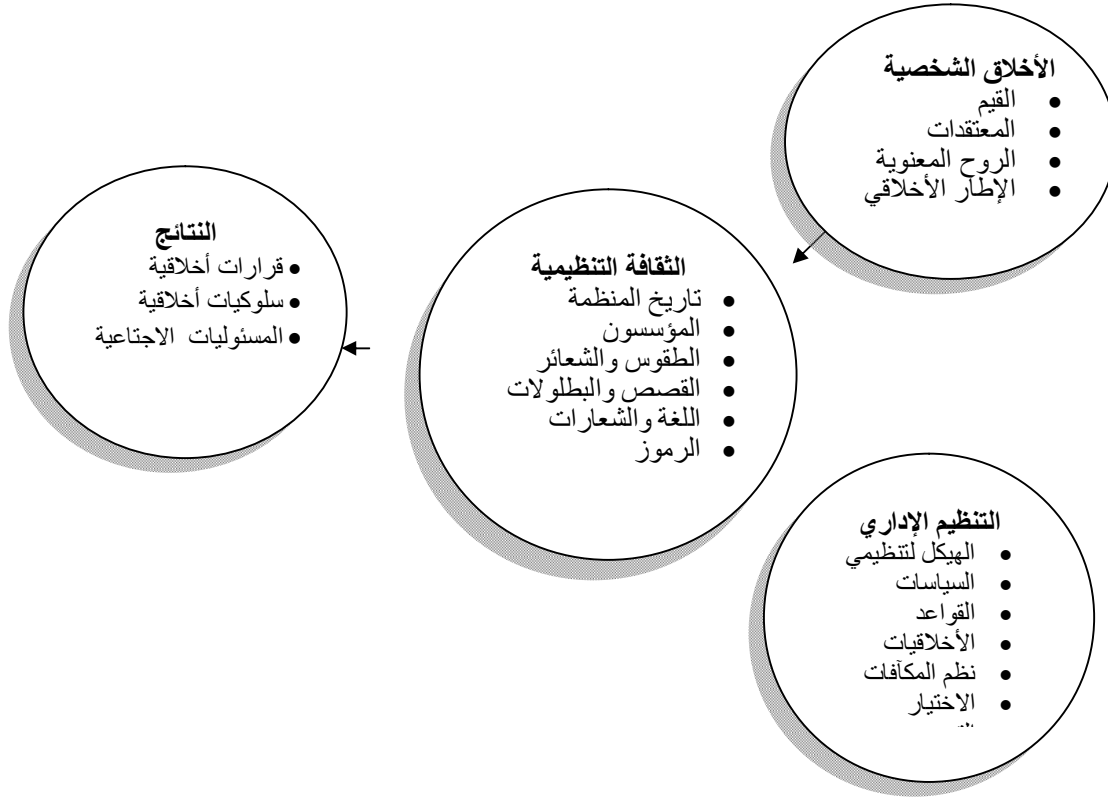 الأخلاق الشخصية
• القيم
• المعتقدات
• الروح المعنوية
• الإطار الأخلاقي
الثقافة التنظيمية
• تاريخ المنظمة
• المؤسسون
• الطقوس والشعائر
• القصص والبطلولات
• اللغة والشعارات
• الرموز
النتائج
• قرارات أخلاقية
• سلوكيات أخلاقية
• المسئوليات الاجتاعية
التنظيم الإداري
• الهيكل لتنظيمي
• السياسات
• القواعد
• الأخلاقيات
• نظم المكآفات
• الاختيار